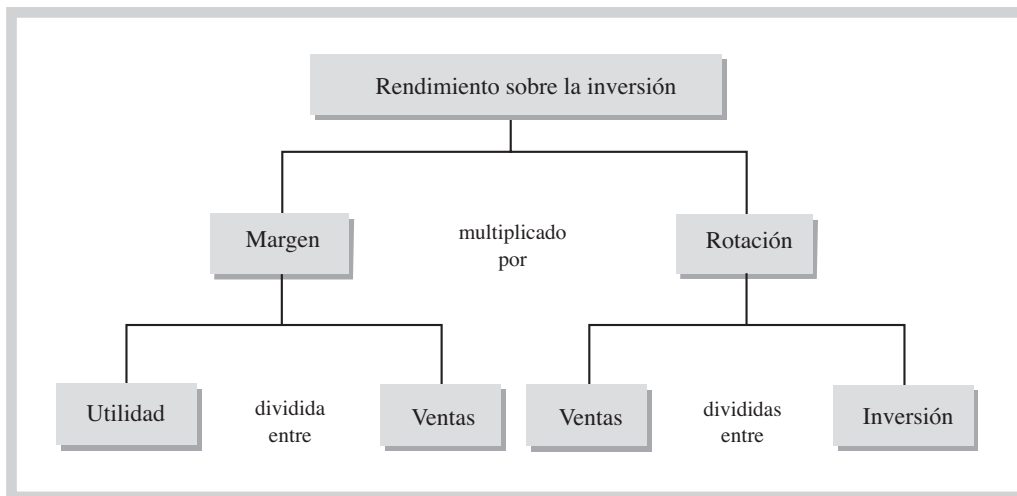 Rendimiento sobre la inversión
Margen
multiplicado
por
Rotación
Utilidad
dividida
entre
Ventas
Ventas
divididas
entre
Inversión